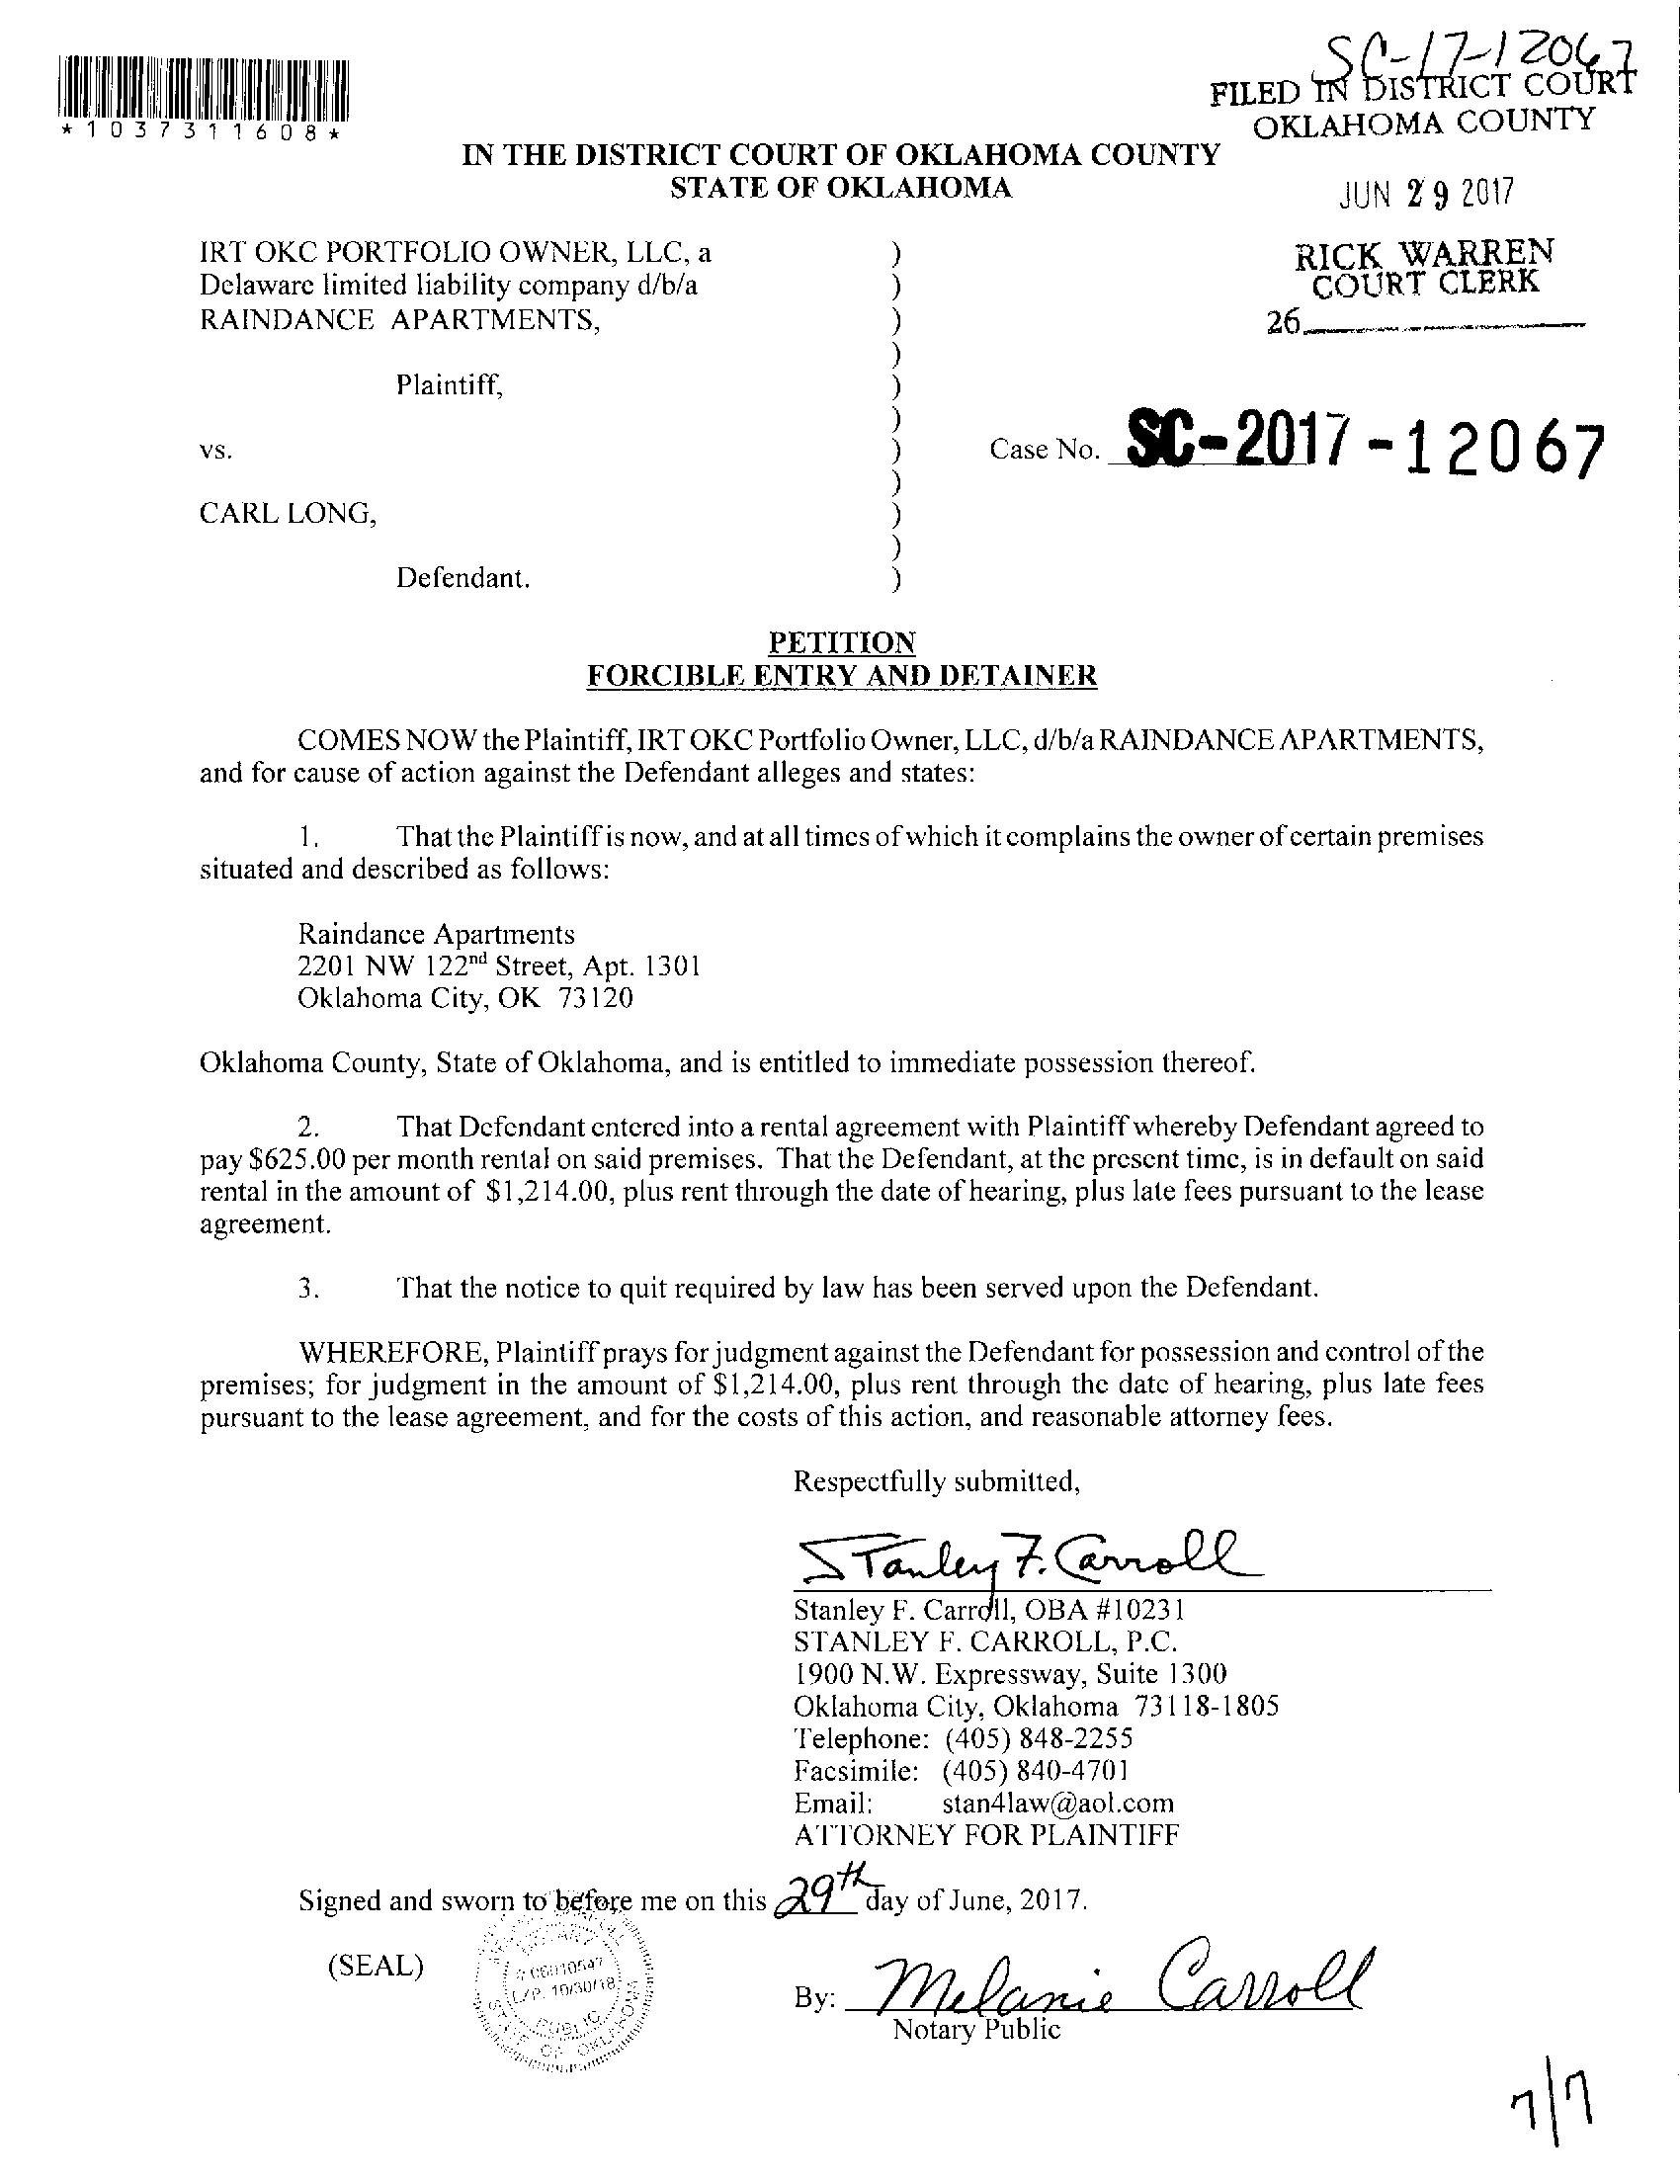 SC-17-12067
*1037311608*
FILED IN DISTRICT COURT
OKLAHOMA COUNTY
IN THE DISTRICT COURT OF OKLAHOMA COUNTY
STATE OF OKLAHOMA
JUN 29 2017
IRT OKC PORTFOLIO OWNER, LLC, a )
Delaware limited liability company d/b/a )
RAINDANCE APARTMENTS, )
)
RICK WARREN
COURT CLERK
26
Plaintiff, )
)
vs. ) Case No. SC-2017-12067
)
CARL LONG, )
)
Defendant. )
PETITION
FORCIBLE ENTRY AND DETAINER
COMES NOW the Plaintiff, IRT OKC Portfolio Owner, LLC, d/b/a RAINDANCE APARTMENTS,
and for cause of action against the Defendant alleges and states:
1. That the Plaintiff is now, and at all times of which it complains the owner of certain premises
situated and described as follows:
Raindance Apartments
2201 NW 122nd Street, Apt. 1301
Oklahoma City, OK 73120
Oklahoma County, State of Oklahoma, and is entitled to immediate possession thereof.
2. That Defendant entered into a rental agreement with Plaintiff whereby Defendant agreed to
pay $625.00 per month rental on said premises. That the Defendant, at the present time, is in default on said
rental in the amount of $1,214.00, plus rent through the date of hearing, plus late fees pursuant to the lease
agreement.
3. That the notice to quit required by law has been served upon the Defendant.
WHEREFORE, Plaintiff prays for judgment against the Defendant for possession and control of the
premises; for judgment in the amount of $1,214.00, plus rent through the date of hearing, plus late fees
pursuant to the lease agreement, and for the costs of this action, and reasonable attorney fees.
Respectfully submitted,
Stanley F. Carroll
Stanley F. Carroll, OBA #10231
STANLEY F. CARROLL, P.C.
1900 N.W. Expressway, Suite 1300
Oklahoma City, Oklahoma 73118-1805
Telephone: (405) 848-2255
Facsimile: (405) 840-4701
Email: stan4law@aol.com
ATTORNEY FOR PLAINTIFF
Signed and sworn to before me on this 29th day of June, 2017.
(SEAL)
NOTARY
# 06010547
EXP. 10/30/18
PUBLIC
STATE OF OKLAHOMA
By: Melanie Carroll
Notary Public
7/7